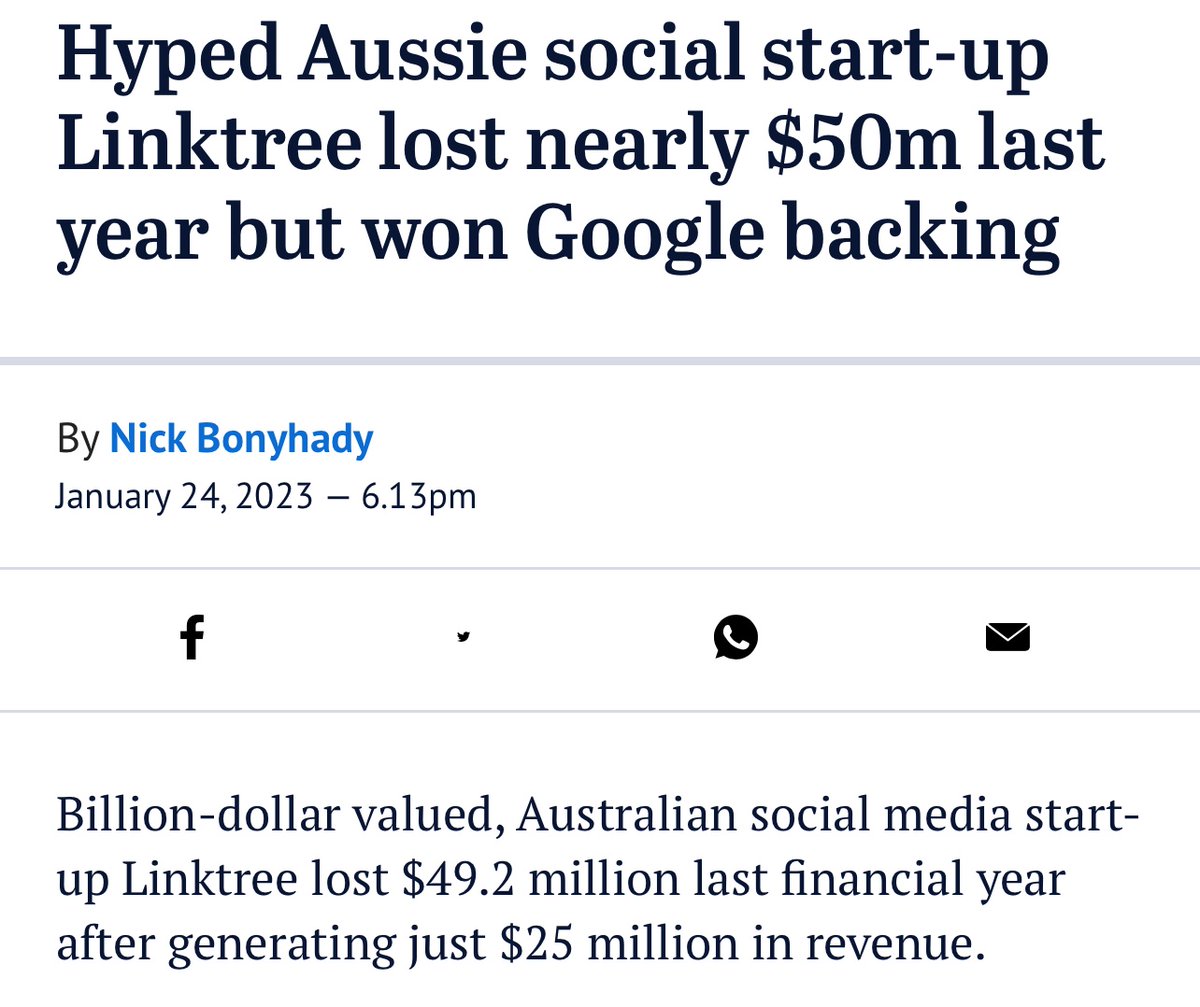 Hyped Aussie social start-up
Linktree lost nearly $50m last
year but won Google backing
By Nick Bonyhady
January 24, 2023 — 6.13pm
Billion-dollar valued, Australian social media start-
up Linktree lost $49.2 million last financial year
after generating just $25 million in revenue.